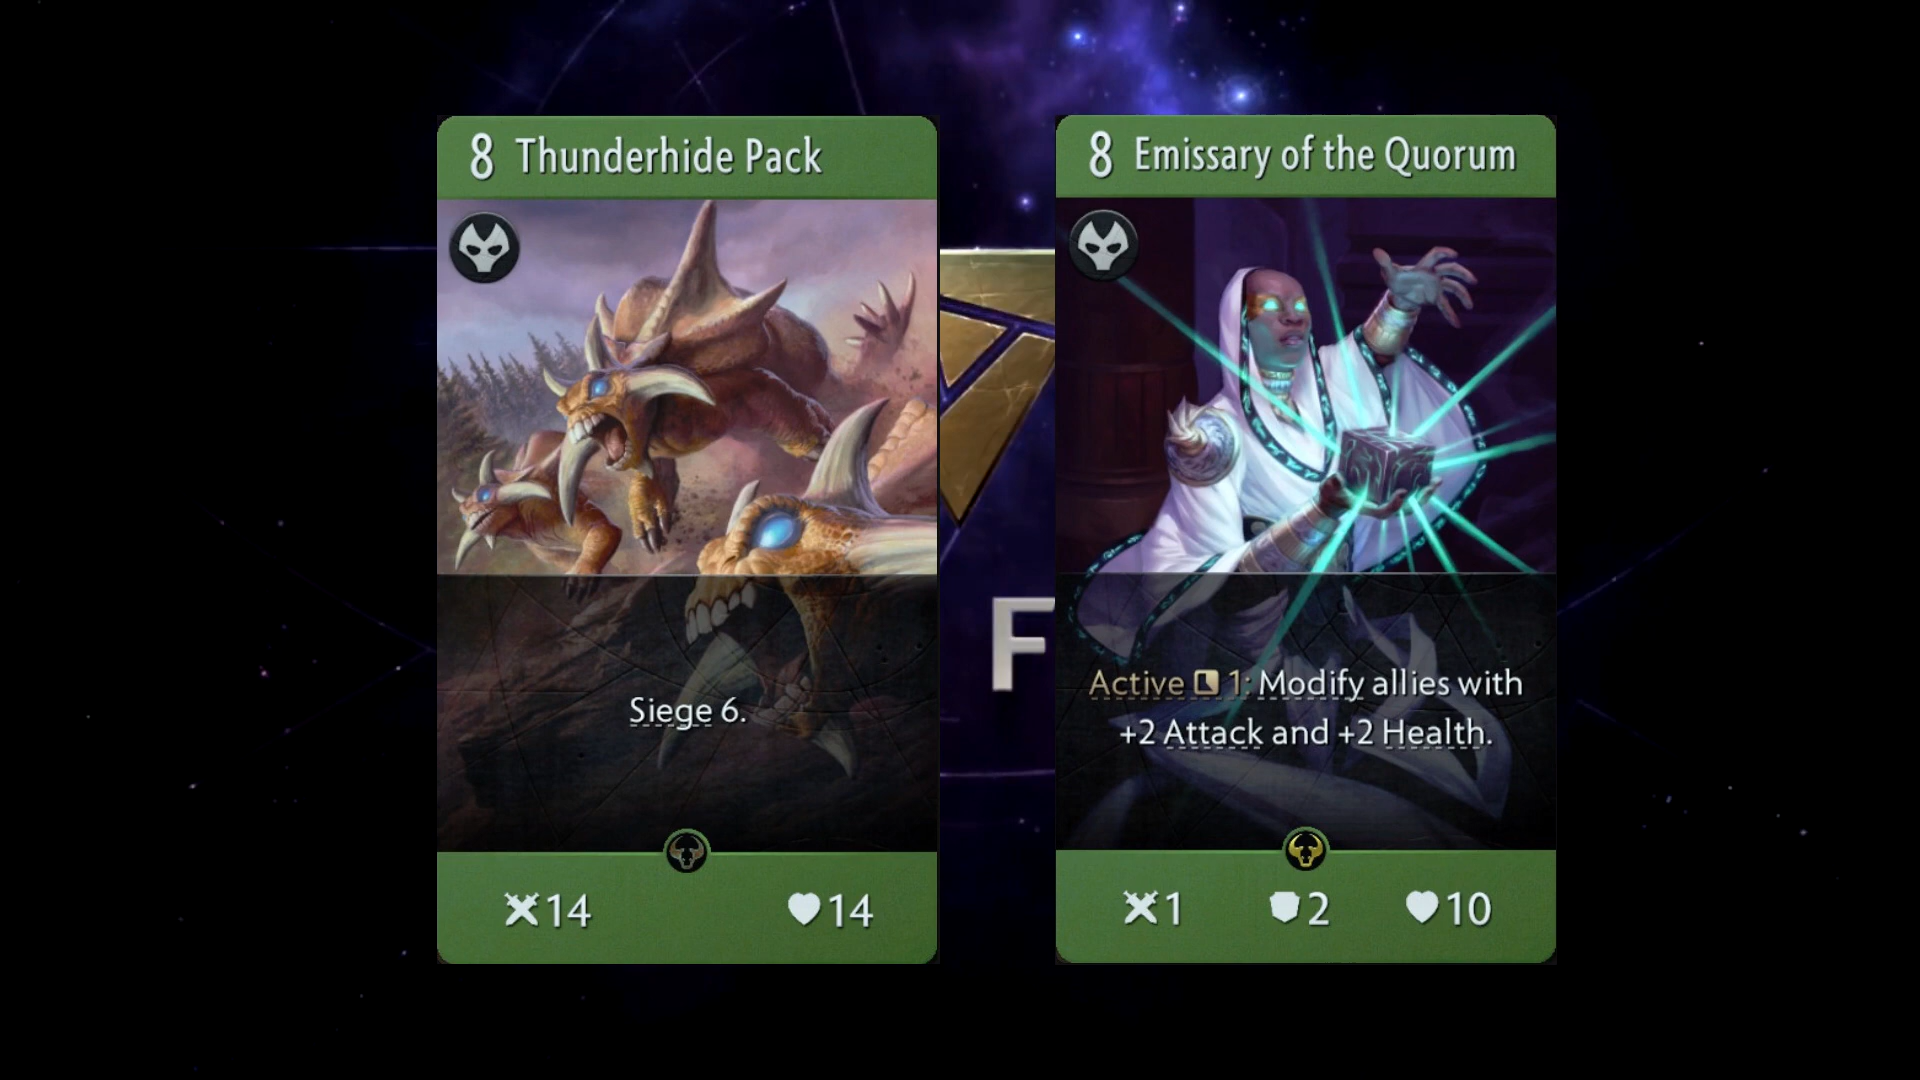 8 Thunderhide Pack
Siege 6.
14 14
F
8 Emissary of the Quorum
Active 1: Modify allies with
+2 Attack and +2 Health.
1 2 10